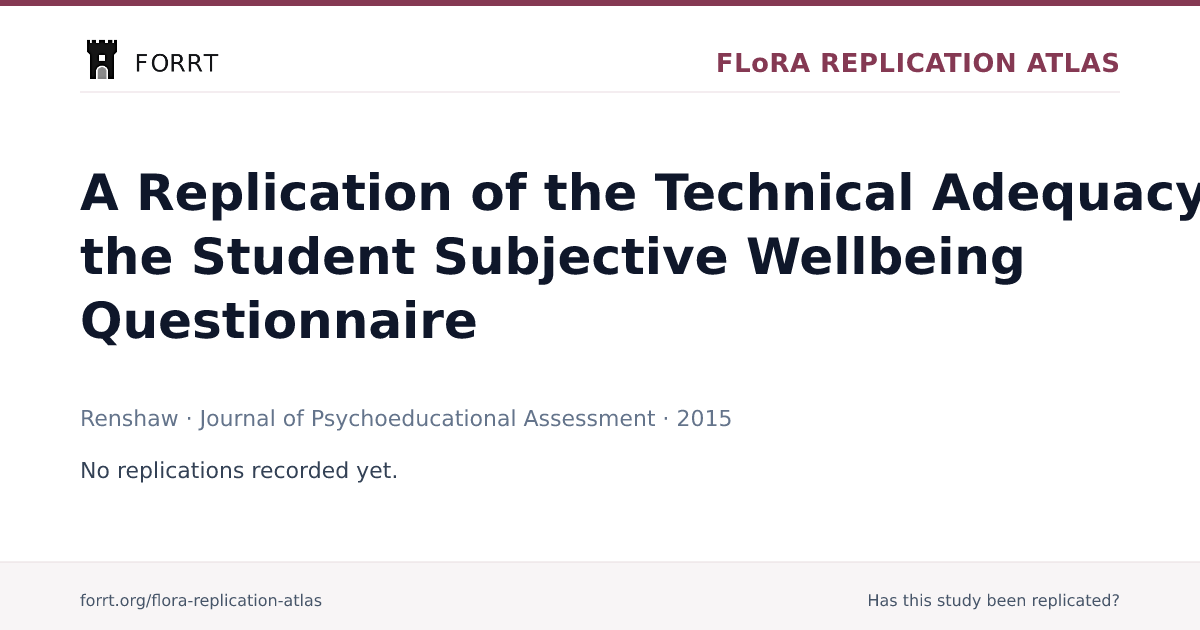 FORRT
FLoRA REPLICATION ATLAS
A Replication of the Technical Adequacy
the Student Subjective Wellbeing
Questionnaire
Renshaw · Journal of Psychoeducational Assessment · 2015
No replications recorded yet.
forrt.org/flora-replication-atlas
Has this study been replicated?